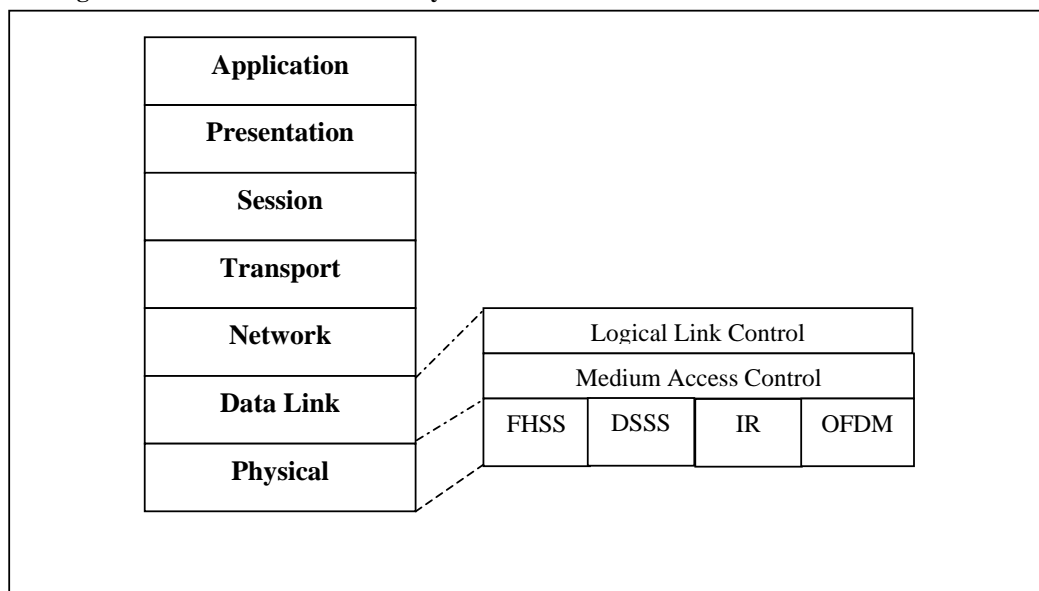 Application
Presentation
Session
Transport
Network
Data Link
Physical
Logical Link Control
Medium Access Control
FHSS DSSS IR OFDM